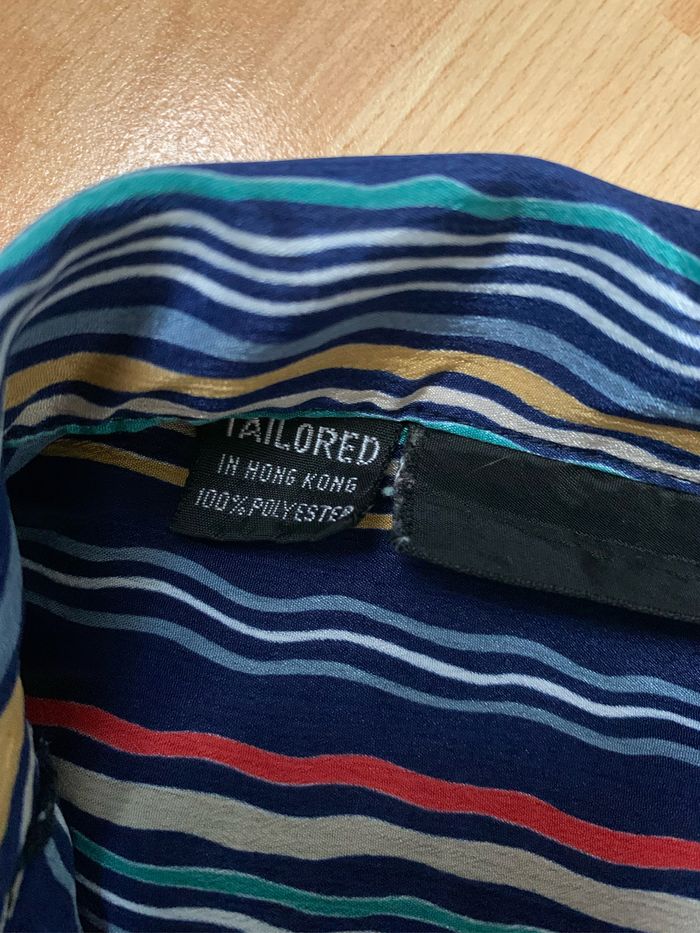 TAILORED
IN HONG KONG
100% POLYESTER